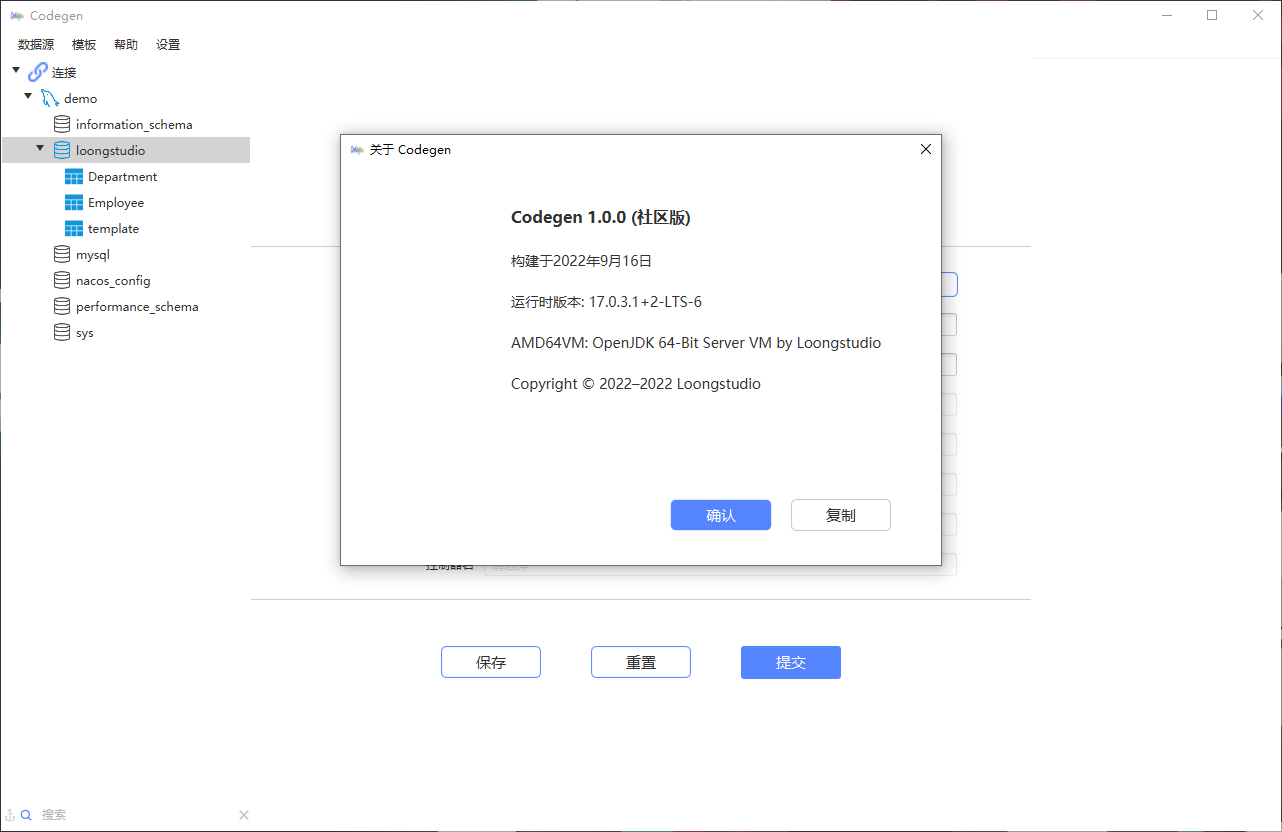 Codegen
数据源 模板 帮助 设置
连接
demo
information_schema
loongstudio
Department
Employee
template
mysql
nacos_config
performance_schema
sys
关于 Codegen
Codegen 1.0.0 (社区版)
构建于2022年9月16日
运行时版本: 17.0.3.1+2-LTS-6
AMD64VM: OpenJDK 64-Bit Server VM by Loongstudio
Copyright © 2022–2022 Loongstudio
确认 复制
控制器名
保存 重置 提交
搜索